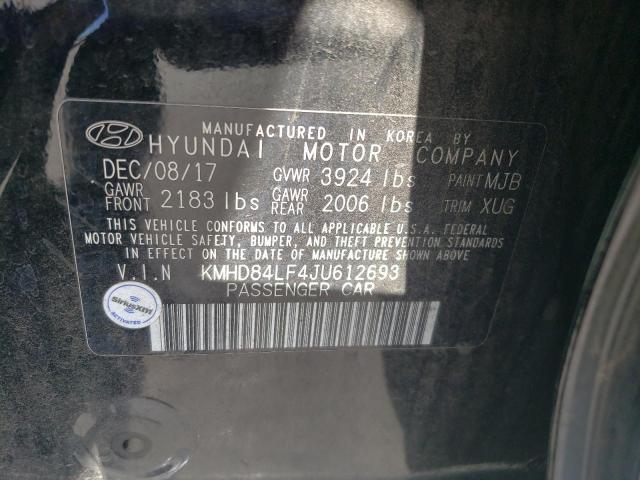 MANUFACTURED IN KOREA BY
HYUNDAI MOTOR COMPANY
DEC/08/17 GVWR 3924 lbs PAINT MJB
GAWR FRONT 2183 lbs GAWR REAR 2006 lbs TRIM XUG
THIS VEHICLE CONFORMS TO ALL APPLICABLE U.S.A. FEDERAL
MOTOR VEHICLE SAFETY, BUMPER, AND THEFT PREVENTION STANDARDS
IN EFFECT ON THE DATE OF MANUFACTURE SHOWN ABOVE.
V.I.N KMHD84LF4JU612693
PASSENGER CAR
siriusxm
ACTIVATED